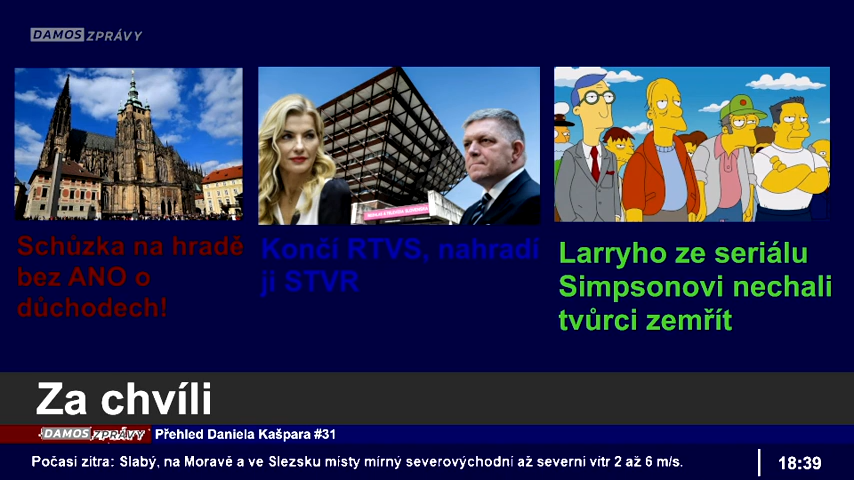 DAMOS ZPRÁVY
Schůzka na hradě
bez ANO o
důchodech!
Končí RTVS, nahradí
ji STVR
Larryho ze seriálu
Simpsonovi nechali
tvůrci zemřít
Za chvíli
DAMOS ZPRÁVY Přehled Daniela Kašpara #31
Počasi zitra: Slabý, na Moravě a ve Slezsku místy mírný severovýchodní až severni vítr 2 až 6 m/s.
18:39